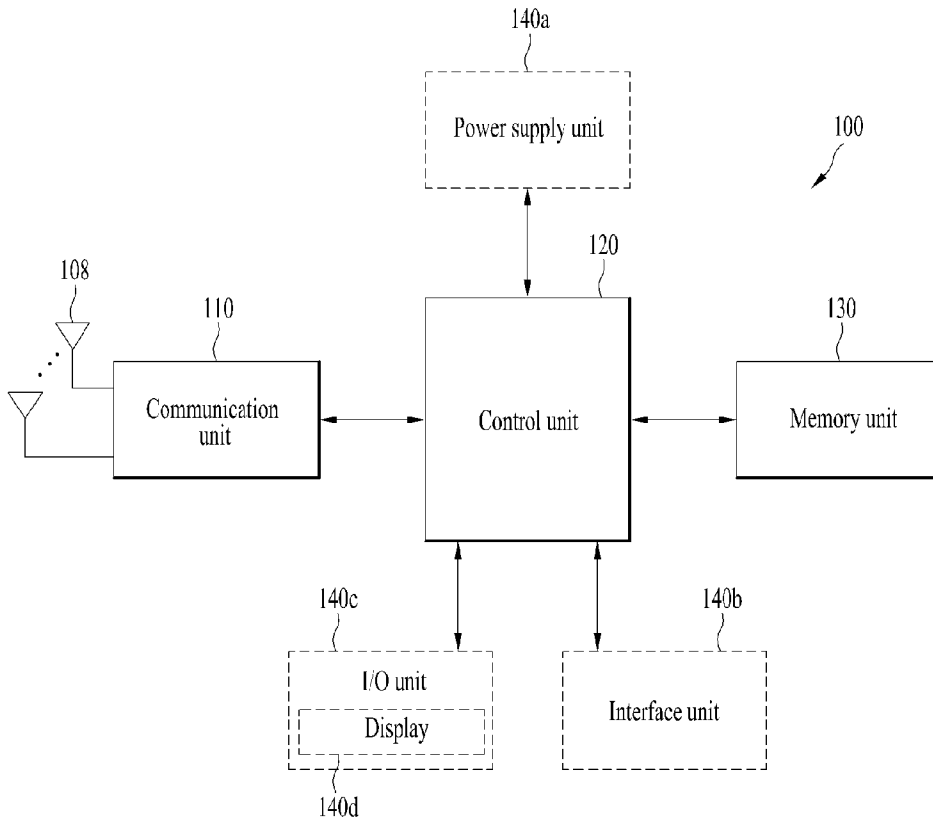 140a
Power supply unit
100
120
108
110
130
Communication
unit
Control unit
Memory unit
140c
140b
I/O unit
Display
Interface unit
140d